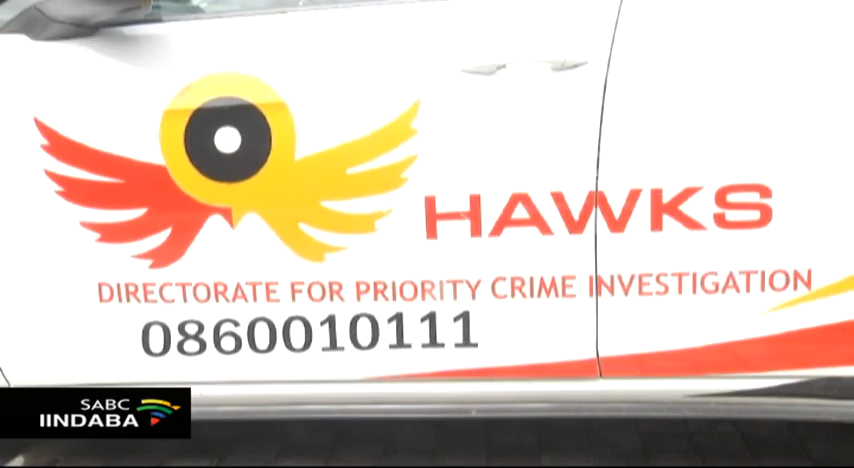 HAWKS
DIRECTORATE FOR PRIORITY CRIME INVESTIGATION
0860010111
SABC
IINDABA